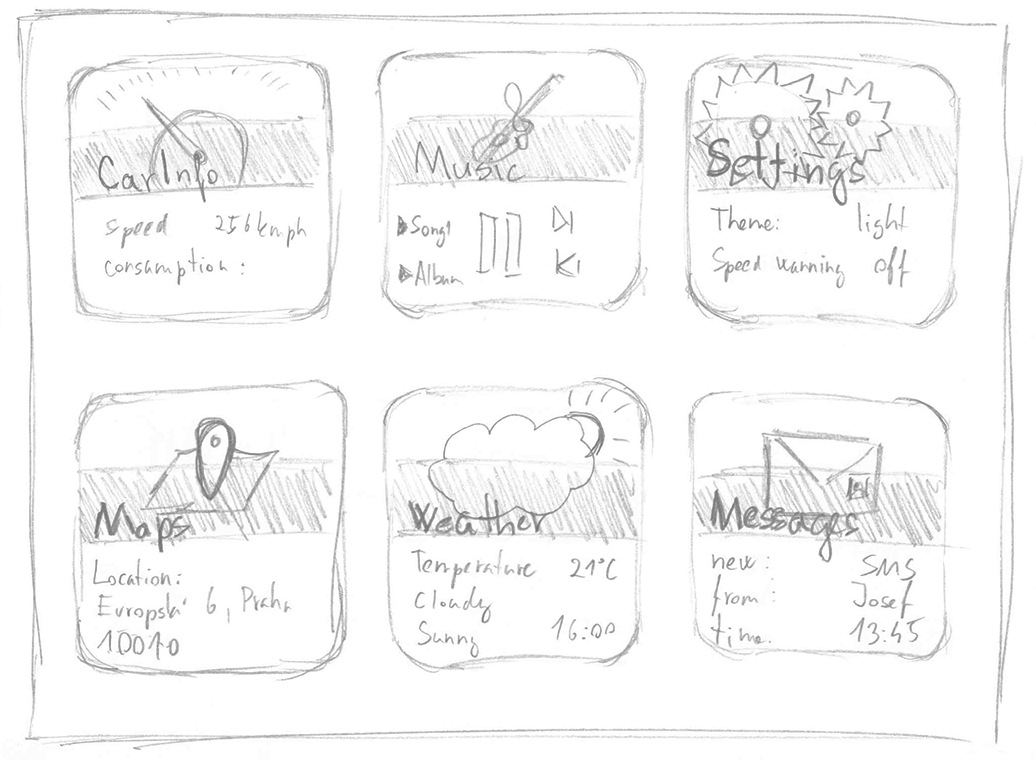 CarInfo
speed 256 kmph
consumption :
Music
Song1
Album
Settings
Theme: light
Speed warning off
Maps
Location:
Evropská 6, Praha
Weather
Temperature 21°C
Cloudy
Sunny 16:00
Messages
new : SMS
from : Josef
time. 13:45